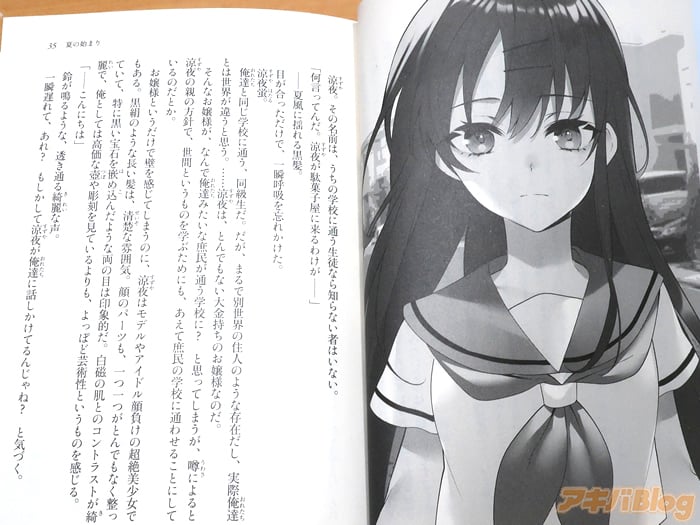 35 夏の始まり
涼夜。その名前は、うちの学校に通う生徒なら知らない者はいない。
「何言ってんだ。涼夜が駄菓子屋に来るわけが――」
――夏風に揺れる黒髪。
目が合っただけで、一瞬呼吸を忘れかけた。
涼夜蛍。
俺達と同じ学校に通う、同級生だ。だが、まるで別世界の住人のような存在だし、実際俺達
とは世界が違うと思う。……涼夜は、とんでもない大金持ちのお嬢様なのだ。
そんなお嬢様が、なんで俺達みたいな庶民が通う学校に？　と思ってしまうが、噂によると
涼夜の親の方針で、世間というものを学ぶためにも、あえて庶民の学校に通わせることにして
いるのだとか。
お嬢様というだけで壁を感じてしまうのに、涼夜はモデルやアイドル顔負けの超絶美少女で
もある。黒絹のような長い髪は、清楚な雰囲気。顔のパーツも、一つ一つがとんでもなく整っ
ていて、特に黒い宝石を嵌め込んだような両の目は印象的だ。白磁の肌とのコントラストが綺
麗で、俺としては高価な壺や彫刻を見ているよりも、よっぽど芸術性というものを感じる。
「――こんにちは」
鈴が鳴るような、透き通る綺麗な声。
一瞬遅れて、あれ？　もしかして涼夜が俺達に話しかけてるんじゃね？　と気づく。
アキバBlog